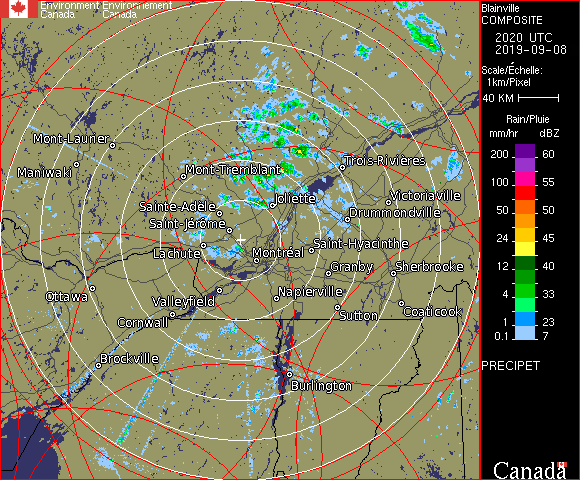 Environment Environnement
Canada Canada
Blainville
COMPOSITE
2020 UTC
2019-09-08
Scale/Échelle:
1km/Pixel
40 KM
Rain/Pluie
mm/hr dBZ
200 60
100 55
50 50
24 45
12 40
4 33
1 23
0.1 7
PRECIPET
Canada
Mont-Laurier
Maniwaki
Mont-Tremblant
Trois-Rivières
Joliette
Victoriaville
Sainte-Adèle
Drummondville
Saint-Jérôme
Saint-Hyacinthe
Lachute
Montréal
Granby
Sherbrooke
Ottawa
Valleyfield
Napierville
Cornwall
Sutton
Coaticook
Brockville
Burlington